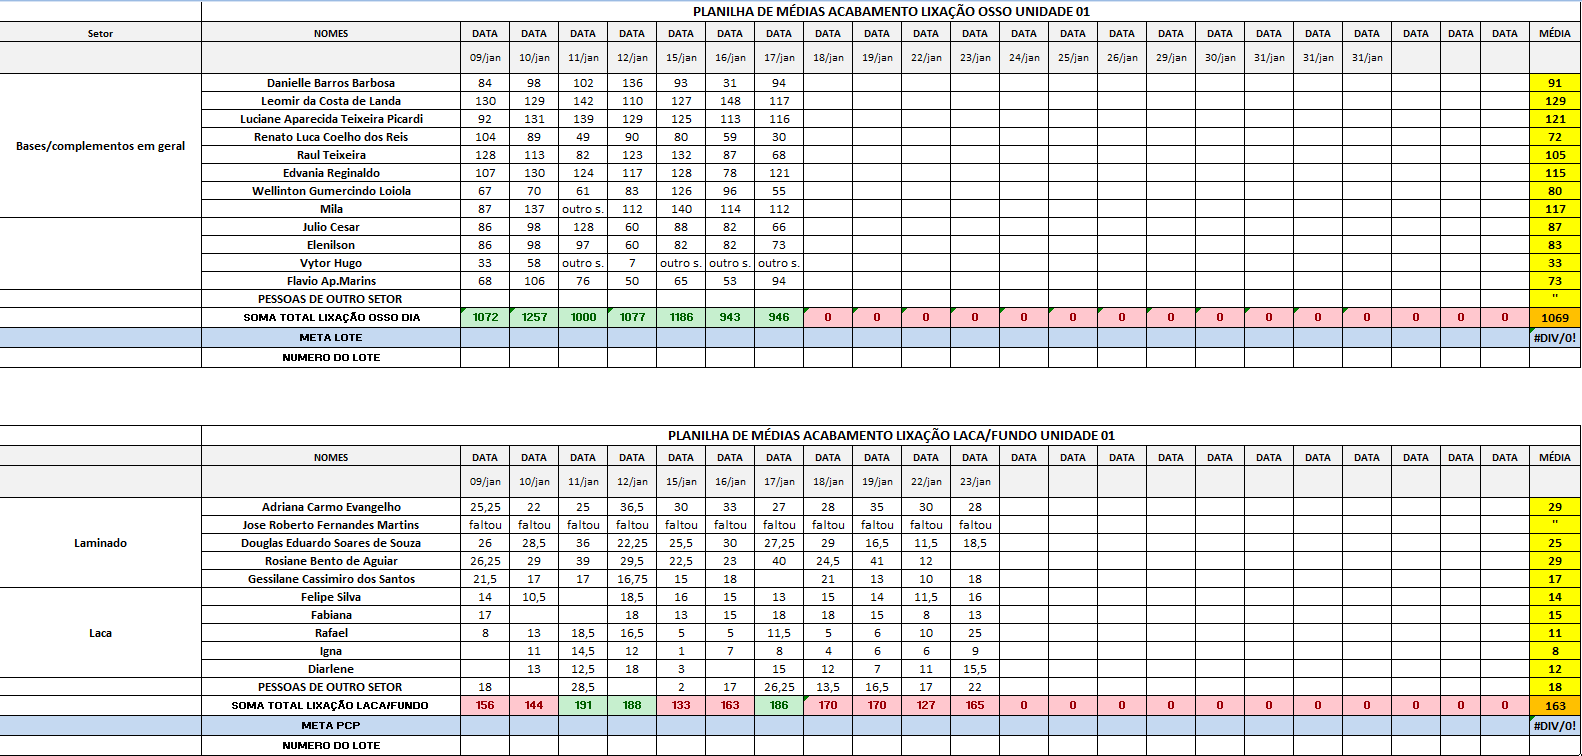 PLANILHA DE MÉDIAS ACABAMENTO LIXAÇÃO OSSO UNIDADE 01
Setor NOMES DATA DATA DATA DATA DATA DATA DATA DATA DATA DATA DATA DATA DATA DATA DATA DATA DATA DATA DATA DATA DATA DATA MÉDIA
09/jan 10/jan 11/jan 12/jan 15/jan 16/jan 17/jan 18/jan 19/jan 22/jan 23/jan 24/jan 25/jan 26/jan 29/jan 30/jan 31/jan 31/jan 31/jan
Danielle Barros Barbosa 84 98 102 136 93 31 94 91
Leomir da Costa de Landa 130 129 142 110 127 148 117 129
Luciane Aparecida Teixeira Picardi 92 131 139 129 125 113 116 121
Renato Luca Coelho dos Reis 104 89 49 90 80 59 30 72
Bases/complementos em geral Raul Teixeira 128 113 82 123 132 87 68 105
Edvania Reginaldo 107 130 124 117 128 78 121 115
Wellinton Gumercindo Loiola 67 70 61 83 126 96 55 80
Mila 87 137 outro s. 112 140 114 112 117
Julio Cesar 86 98 128 60 88 82 66 87
Elenilson 86 98 97 60 82 82 73 83
Vytor Hugo 33 58 outro s. 7 outro s. outro s. outro s. 33
Flavio Ap.Marins 68 106 76 50 65 53 94 73
PESSOAS DE OUTRO SETOR "
SOMA TOTAL LIXAÇÃO OSSO DIA 1072 1257 1000 1077 1186 943 946 0 0 0 0 0 0 0 0 0 0 0 0 0 0 0 1069
META LOTE #DIV/0!
NUMERO DO LOTE
PLANILHA DE MÉDIAS ACABAMENTO LIXAÇÃO LACA/FUNDO UNIDADE 01
NOMES DATA DATA DATA DATA DATA DATA DATA DATA DATA DATA DATA DATA DATA DATA DATA DATA DATA DATA DATA DATA DATA DATA MÉDIA
09/jan 10/jan 11/jan 12/jan 15/jan 16/jan 17/jan 18/jan 19/jan 22/jan 23/jan
Adriana Carmo Evangelho 25,25 22 25 36,5 30 33 27 28 35 30 28 29
Jose Roberto Fernandes Martins faltou faltou faltou faltou faltou faltou faltou faltou faltou faltou faltou "
Laminado Douglas Eduardo Soares de Souza 26 28,5 36 22,25 25,5 30 27,25 29 16,5 11,5 18,5 25
Rosiane Bento de Aguiar 26,25 29 39 29,5 22,5 23 40 24,5 41 12 29
Gessilane Cassimiro dos Santos 21,5 17 17 16,75 15 18 21 13 10 18 17
Felipe Silva 14 10,5 18,5 16 15 13 15 14 11,5 16 14
Fabiana 17 18 13 15 18 18 15 8 13 15
Laca Rafael 8 13 18,5 16,5 5 5 11,5 5 6 10 25 11
Igna 11 14,5 12 1 7 8 4 6 6 9 8
Diarlene 13 12,5 18 3 15 12 7 11 15,5 12
PESSOAS DE OUTRO SETOR 18 28,5 2 17 26,25 13,5 16,5 17 22 18
SOMA TOTAL LIXAÇÃO LACA/FUNDO 156 144 191 188 133 163 186 170 170 127 165 0 0 0 0 0 0 0 0 0 0 0 163
META PCP #DIV/0!
NUMERO DO LOTE